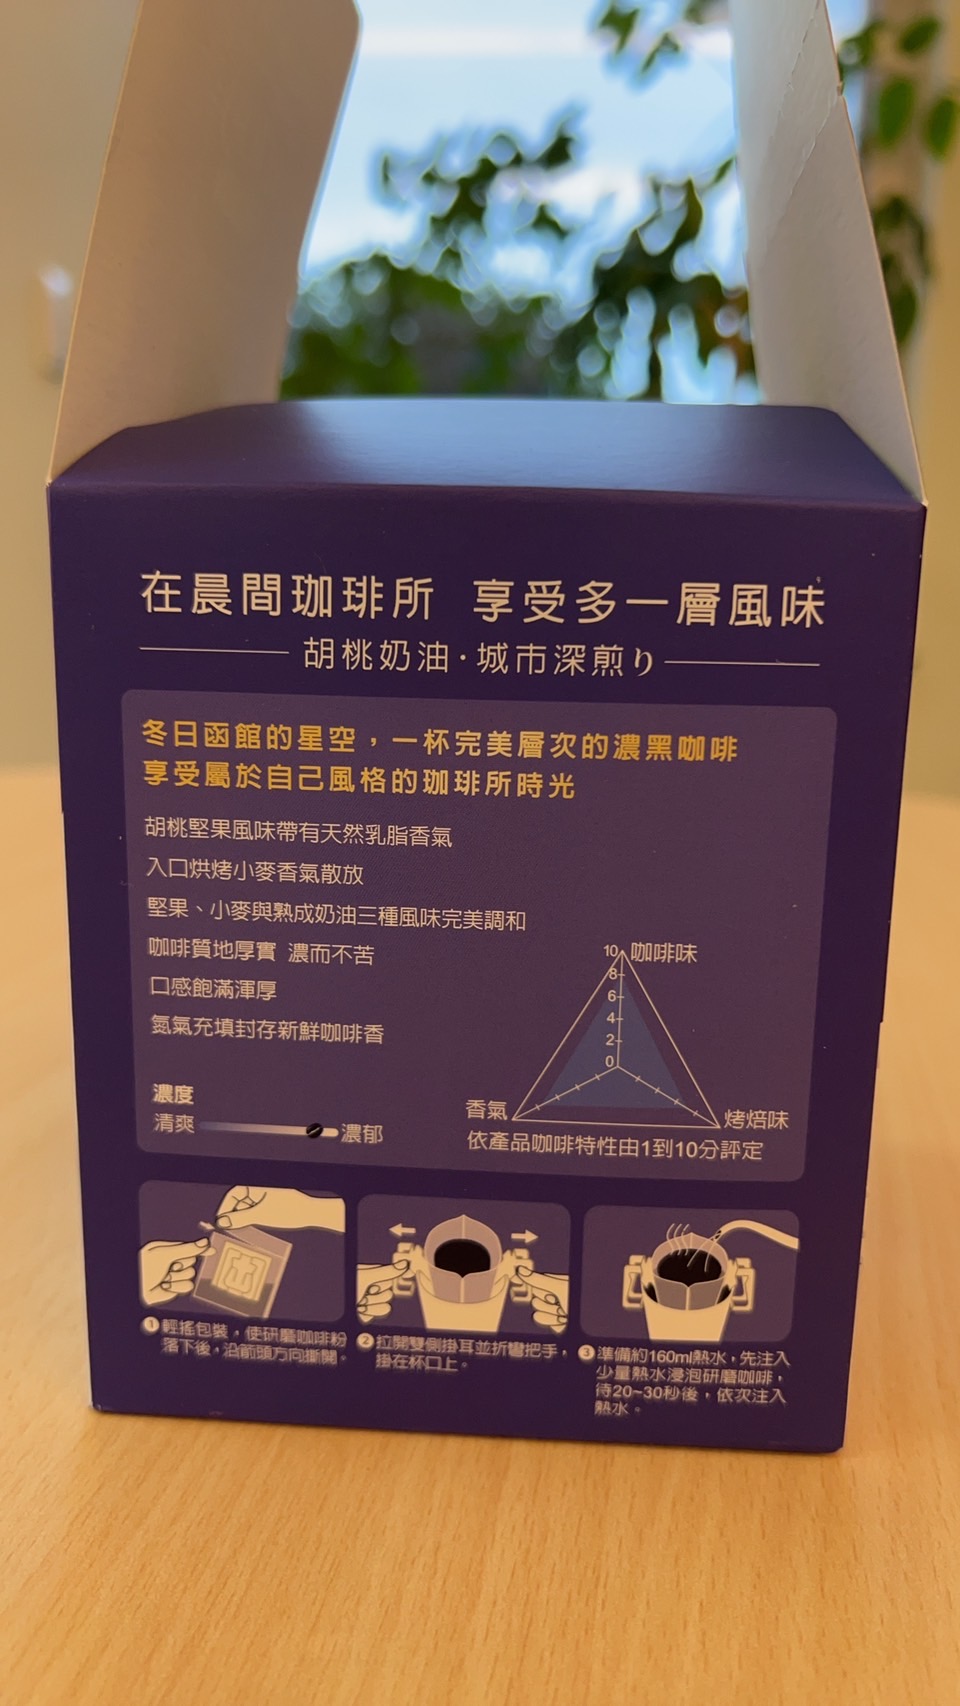 在晨間珈琲所 享受多一層風味
胡桃奶油·城市深煎り
冬日函館的星空，一杯完美層次的濃黑咖啡
享受屬於自己風格的珈琲所時光
胡桃堅果風味帶有天然乳脂香氣
入口烘烤小麥香氣散放
堅果、小麥與熟成奶油三種風味完美調和
咖啡質地厚實 濃而不苦
口感飽滿渾厚
氮氣充填封存新鮮咖啡香
濃度
清爽 濃郁
10 咖啡味
8
6
4
2
0
香氣 烤焙味
依產品咖啡特性由1到10分評定
1 輕搖包裝，使研磨咖啡粉
落下後，沿箭頭方向撕開。
2 拉開雙側掛耳並折彎把手，
掛在杯口上。
3 準備約160ml熱水，先注入
少量熱水浸泡研磨咖啡，
待20~30秒後，依次注入
熱水。